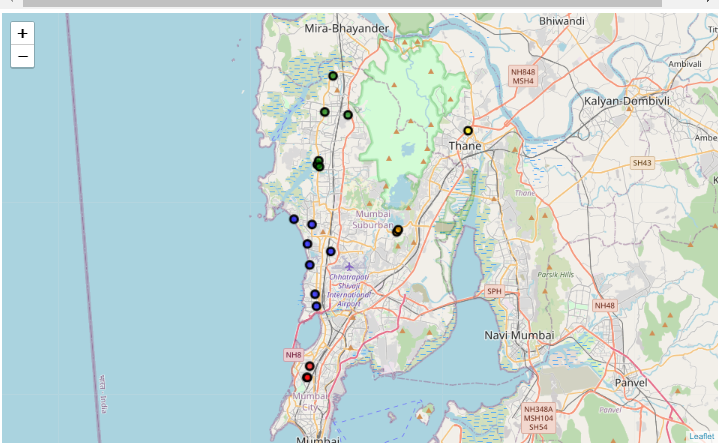 +
−
Mira-Bhayander
Bhiwandi
NH848
MSH4
Ambivali
Kalyan-Dombivli
Thane
SH43
Thane
Mumbai
Suburban
Chhatrapati
Shivaji
International
Airport
Parsik Hills
SPH
NH48
Navi Mumbai
NH8
Panvel
Mumbai
City
Panvel
NH348A
MSH104
SH54
Mumbai
Leaflet